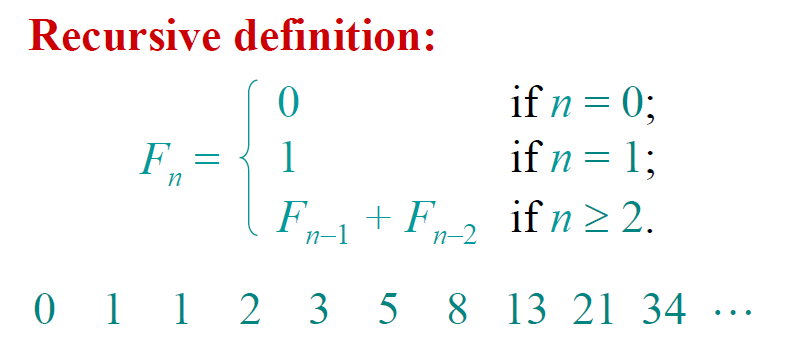 Recursive definition:
0 if n = 0;
Fn = { 1 if n = 1;
Fn–1 + Fn–2 if n ≥ 2.
0 1 1 2 3 5 8 13 21 34 ⋯